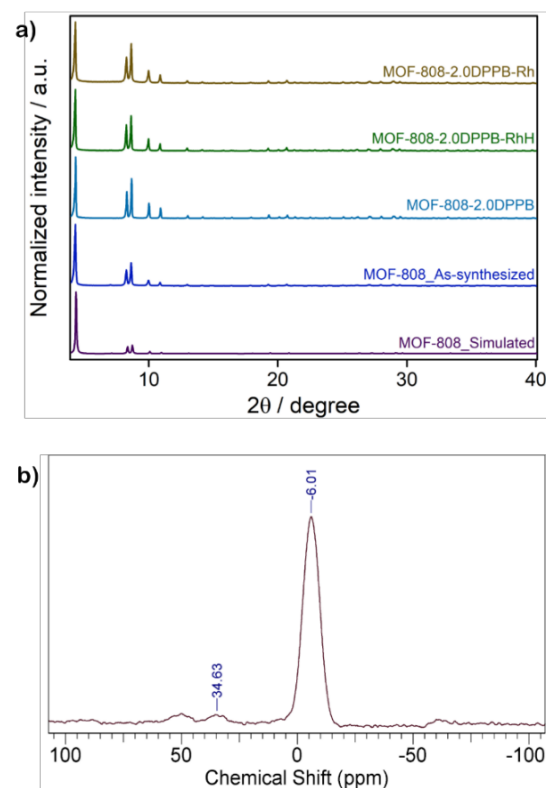 a)
Normalized intensity / a.u.
MOF-808-2.0DPPB-Rh
MOF-808-2.0DPPB-RhH
MOF-808-2.0DPPB
MOF-808_As-synthesized
MOF-808_Simulated
10 20 30 40
2θ / degree
b)
-6.01
34.63
100 50 0 -50 -100
Chemical Shift (ppm)